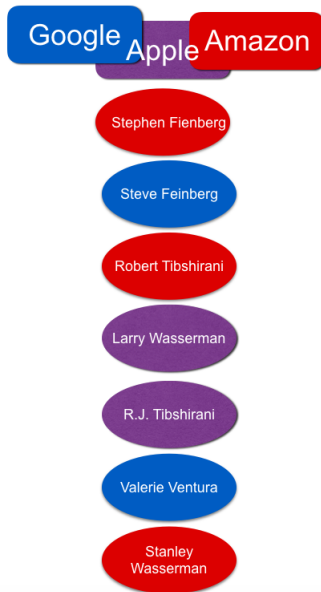 Google
Apple
Amazon
Stephen Fienberg
Steve Feinberg
Robert Tibshirani
Larry Wasserman
R.J. Tibshirani
Valerie Ventura
Stanley
Wasserman